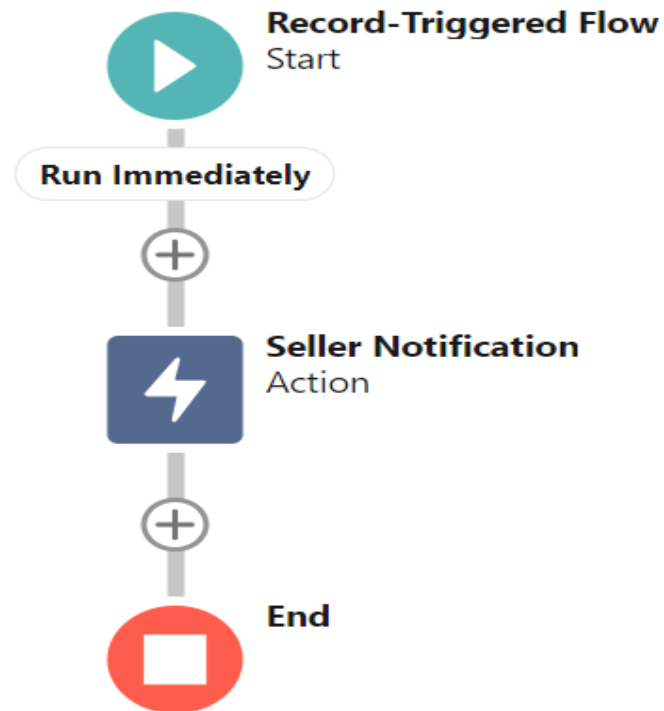 Record-Triggered Flow
Start
Run Immediately
Seller Notification
Action
End